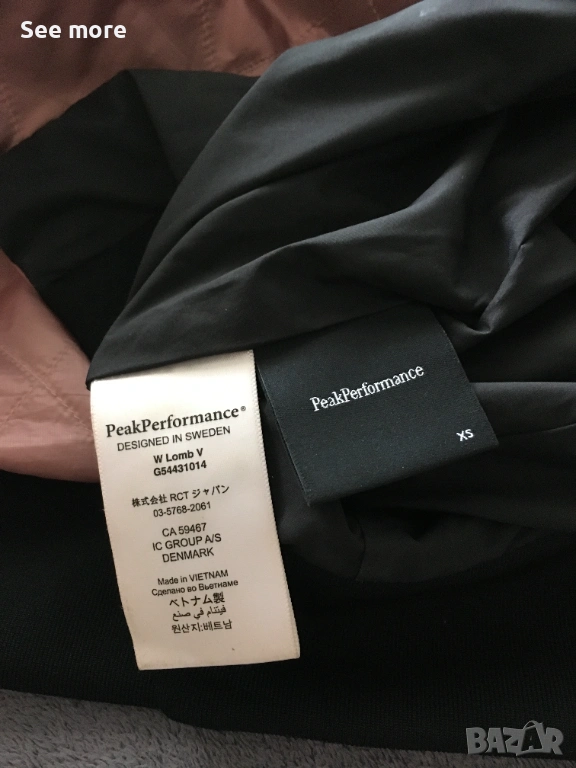 See more
PeakPerformance®
DESIGNED IN SWEDEN
W Lomb V
G54431014
株式会社 RCT ジャパン
03-5768-2061
CA 59467
IC GROUP A/S
DENMARK
Made in VIETNAM
Сделано во Вьетнаме
ベトナム製
فيتنام في صنع
원산지:베트남
PeakPerformance
XS
BAZAR